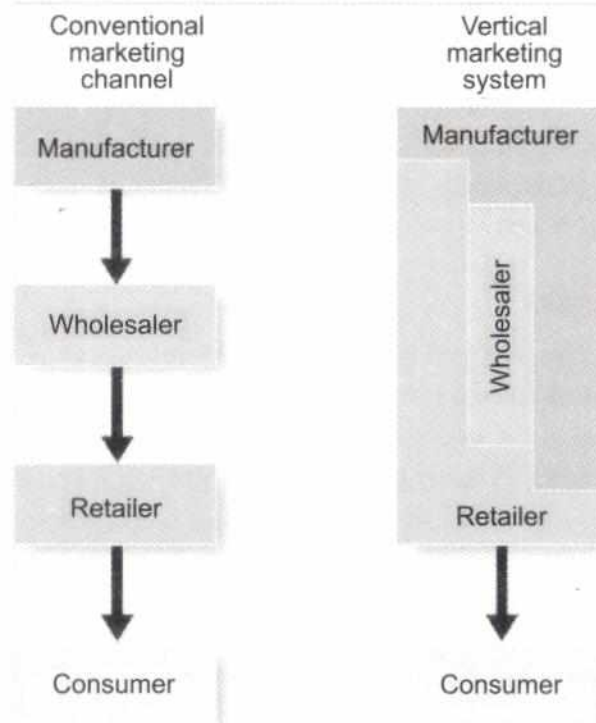 Conventional
marketing
channel
Manufacturer
Wholesaler
Retailer
Consumer
Vertical
marketing
system
Manufacturer
Wholesaler
Retailer
Consumer